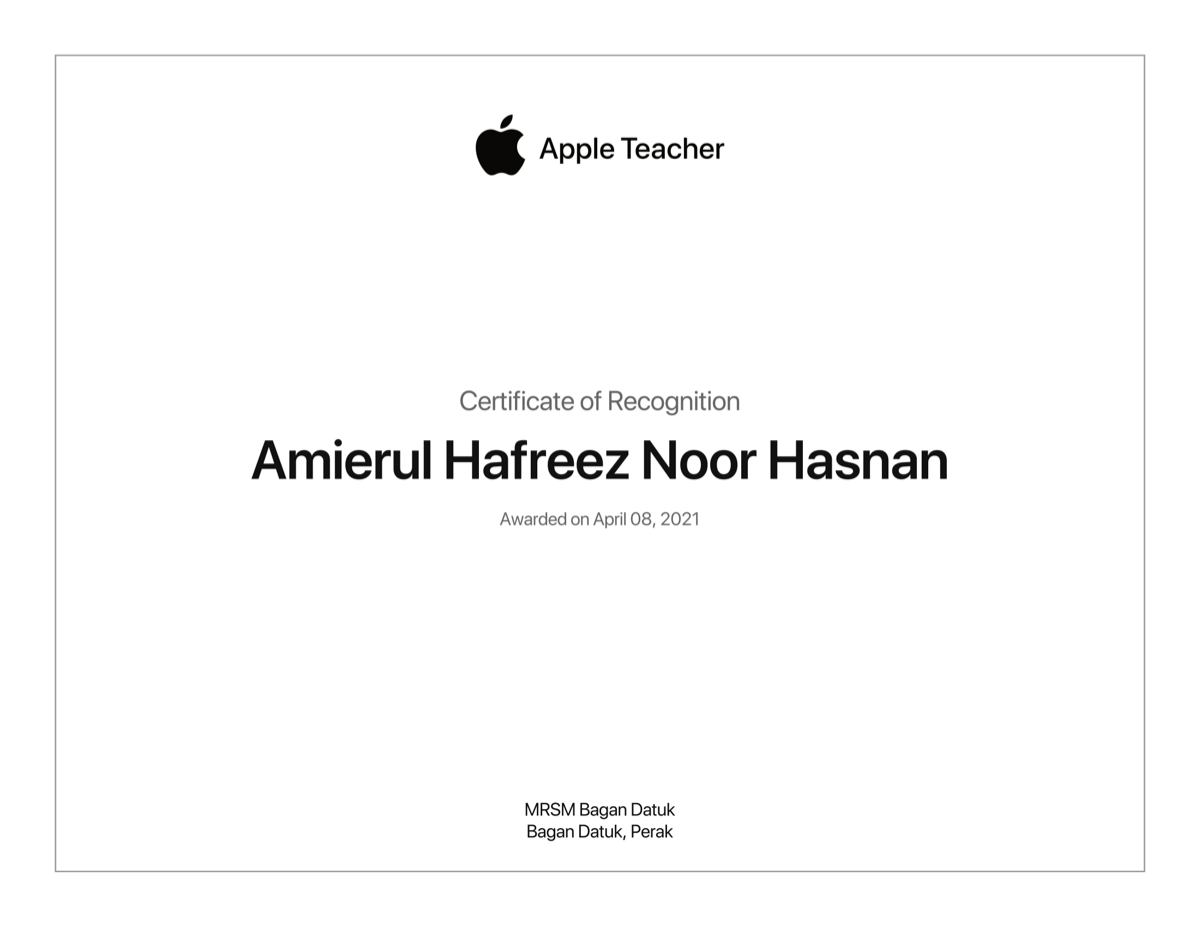 Apple Teacher
Certificate of Recognition
Amierul Hafreez Noor Hasnan
Awarded on April 08, 2021
MRSM Bagan Datuk
Bagan Datuk, Perak